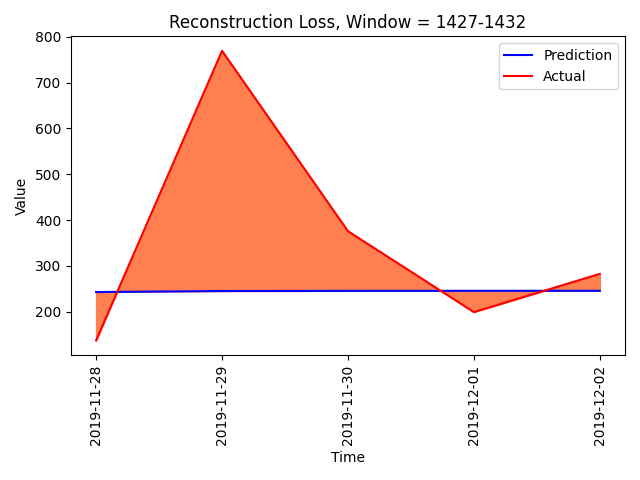 Reconstruction Loss, Window = 1427-1432
Prediction
Actual
Value
800
700
600
500
400
300
200
2019-11-28
2019-11-29
2019-11-30
2019-12-01
2019-12-02
Time